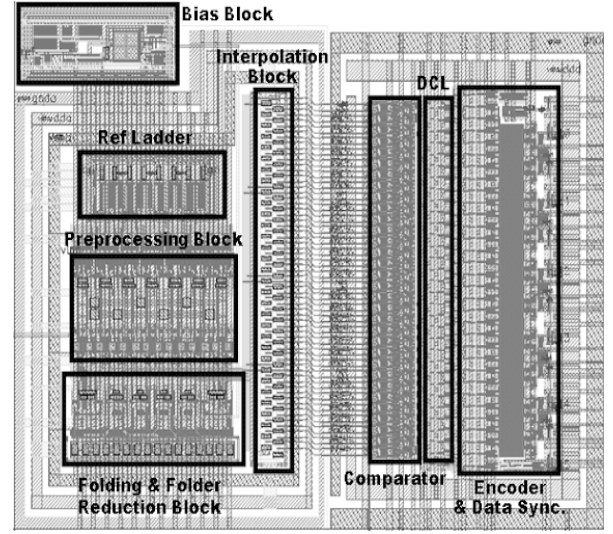 Bias Block
Interpolation
Block
DCL
Ref Ladder
Preprocessing Block
Folding & Folder
Reduction Block
Comparator
Encoder
& Data Sync.